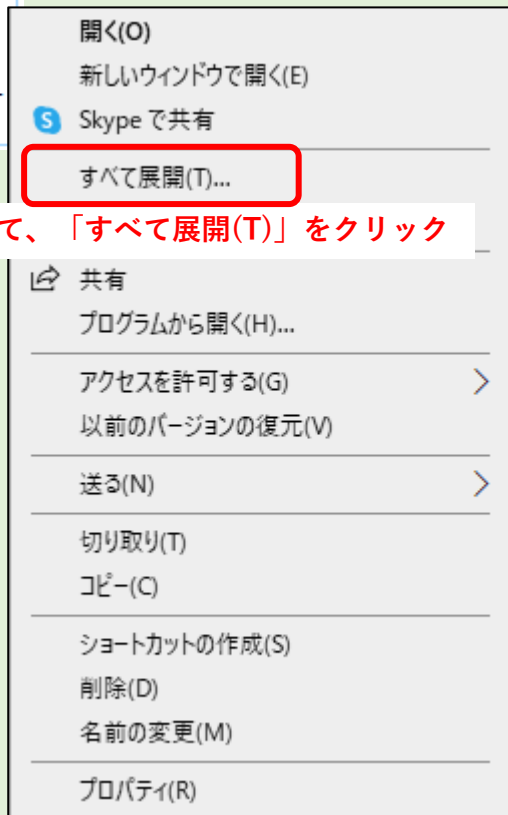 開く(O)
新しいウィンドウで開く(E)
Skype で共有
すべて展開(T)...
て、「すべて展開(T)」をクリック
共有
プログラムから開く(H)...
アクセスを許可する(G)
以前のバージョンの復元(V)
送る(N)
切り取り(T)
コピー(C)
ショートカットの作成(S)
削除(D)
名前の変更(M)
プロパティ(R)